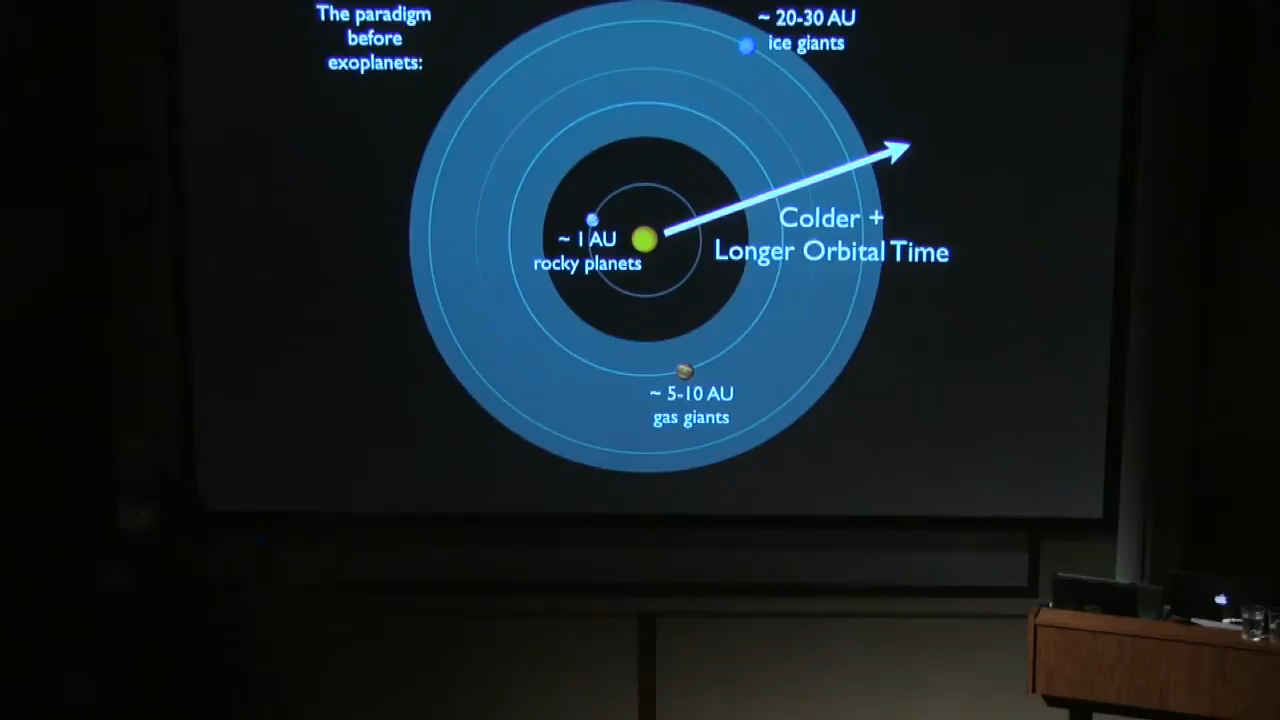 The paradigm
before
exoplanets:
~ 20-30 AU
ice giants
Colder +
Longer Orbital Time
~ 1 AU
rocky planets
~ 5-10 AU
gas giants